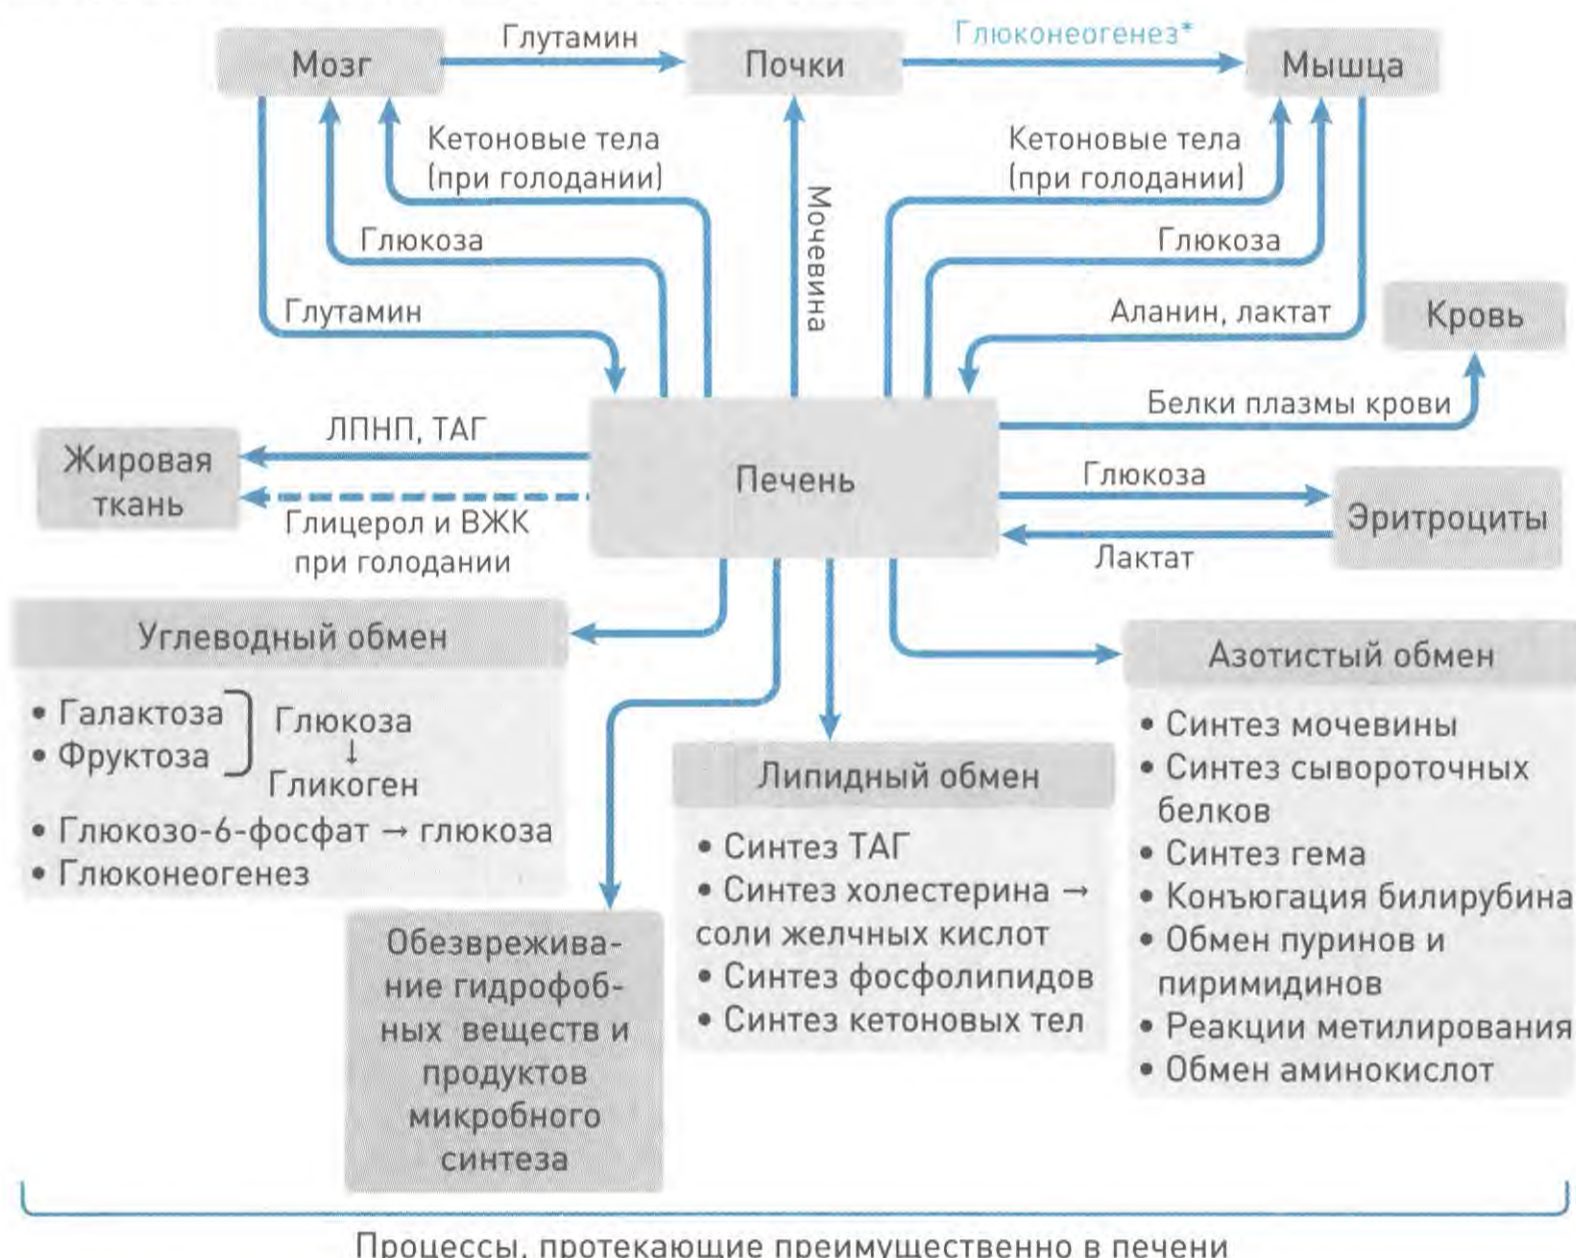 Мозг
Глутамин
Почки
Глюконеогенез*
Мышца
Кетоновые тела
(при голодании)
Кетоновые тела
(при голодании)
Мочевина
Глюкоза
Глюкоза
Глутамин
Аланин, лактат
Кровь
Белки плазмы крови
ЛПНП, ТАГ
Жировая
ткань
Глицерол и ВЖК
при голодании
Печень
Глюкоза
Эритроциты
Лактат
Углеводный обмен
• Галактоза
• Фруктоза
Глюкоза
↓
Гликоген
• Глюкозо-6-фосфат → глюкоза
• Глюконеогенез
Обезврежива-
ние гидрофоб-
ных веществ и
продуктов
микробного
синтеза
Липидный обмен
• Синтез ТАГ
• Синтез холестерина →
соли желчных кислот
• Синтез фосфолипидов
• Синтез кетоновых тел
Азотистый обмен
• Синтез мочевины
• Синтез сывороточных
белков
• Синтез гема
• Конъюгация билирубина
• Обмен пуринов и
пиримидинов
• Реакции метилирования
• Обмен аминокислот
Процессы, протекающие преимущественно в печени